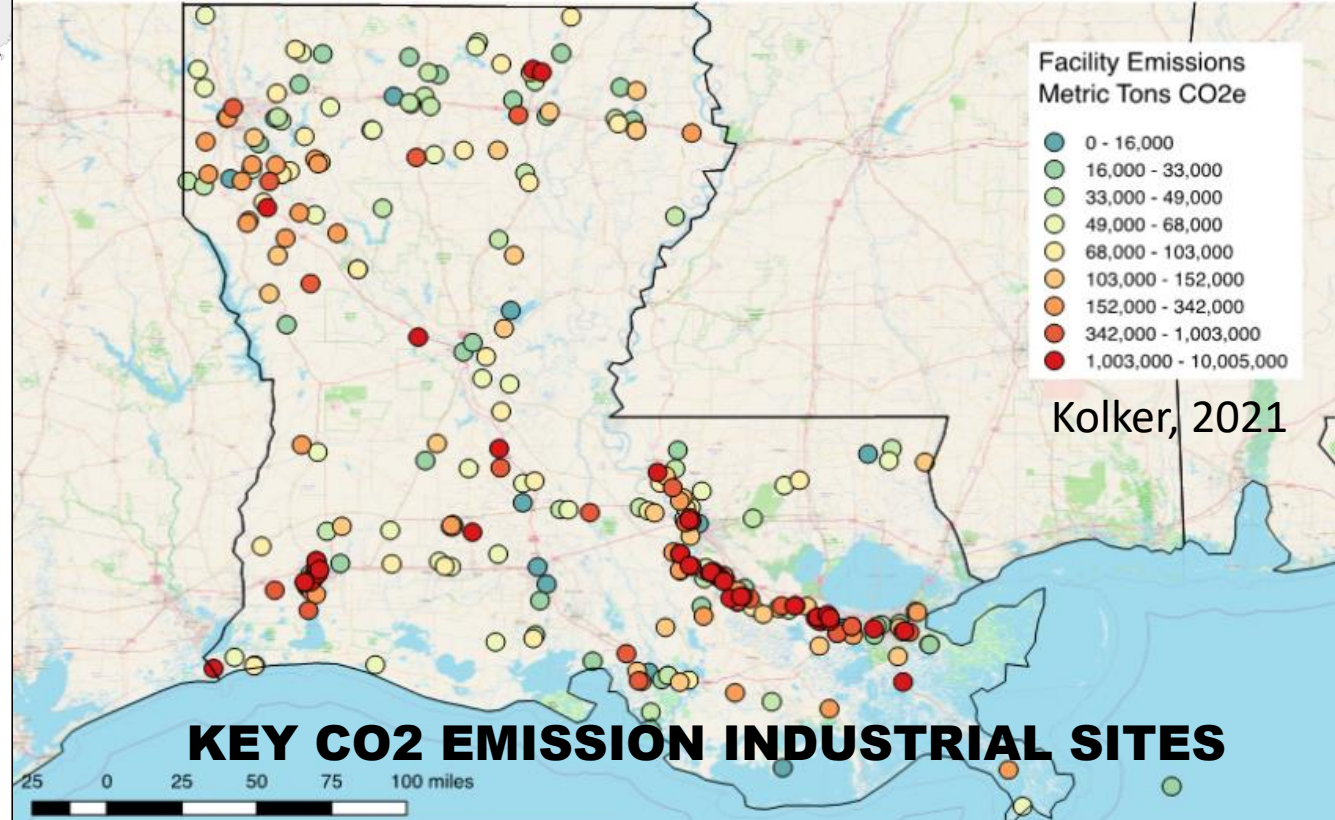 Facility Emissions
Metric Tons CO2e
0 - 16,000
16,000 - 33,000
33,000 - 49,000
49,000 - 68,000
68,000 - 103,000
103,000 - 152,000
152,000 - 342,000
342,000 - 1,003,000
1,003,000 - 10,005,000
Kolker, 2021
KEY CO2 EMISSION INDUSTRIAL SITES
25 0 25 50 75 100 miles